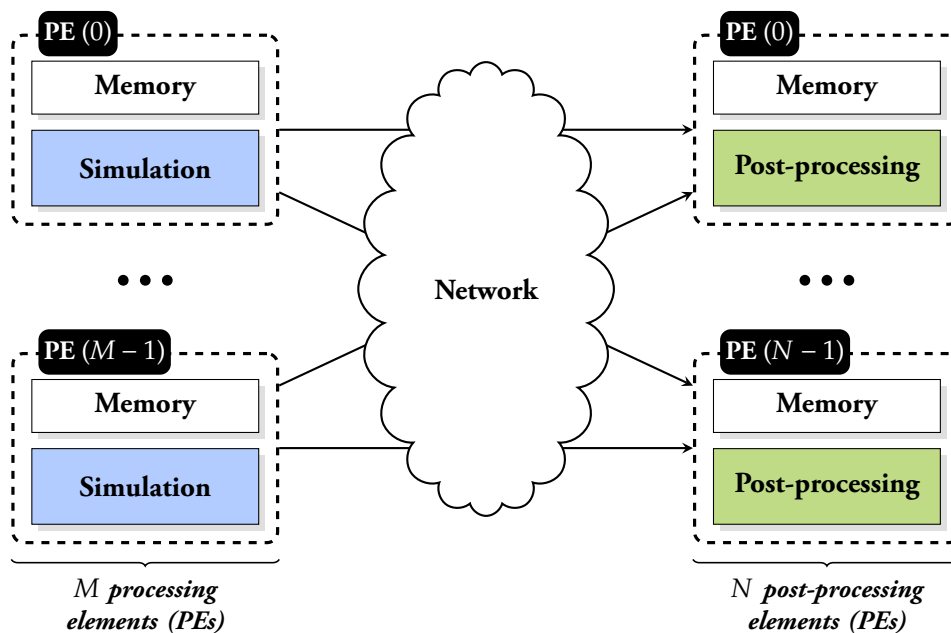 PE (0)
Memory
Simulation
• • •
PE (M − 1)
Memory
Simulation
M processing
elements (PEs)
Network
PE (0)
Memory
Post-processing
• • •
PE (N − 1)
Memory
Post-processing
N post-processing
elements (PEs)